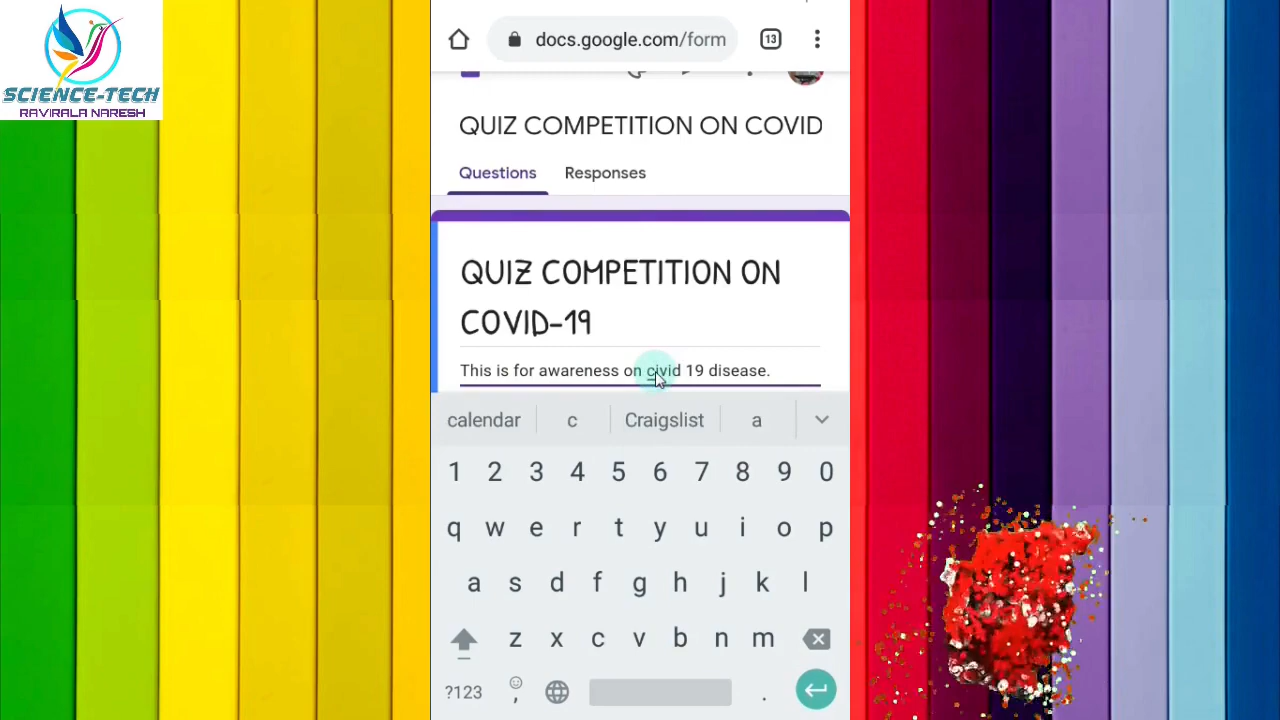 SCIENCE-TECH
RAVIRALA NARESH
docs.google.com/form
13
QUIZ COMPETITION ON COVID
Questions Responses
QUIZ COMPETITION ON
COVID-19
This is for awareness on civid 19 disease.
calendar c Craigslist a
1 2 3 4 5 6 7 8 9 0
q w e r t y u i o p
a s d f g h j k l
z x c v b n m
?123 , .